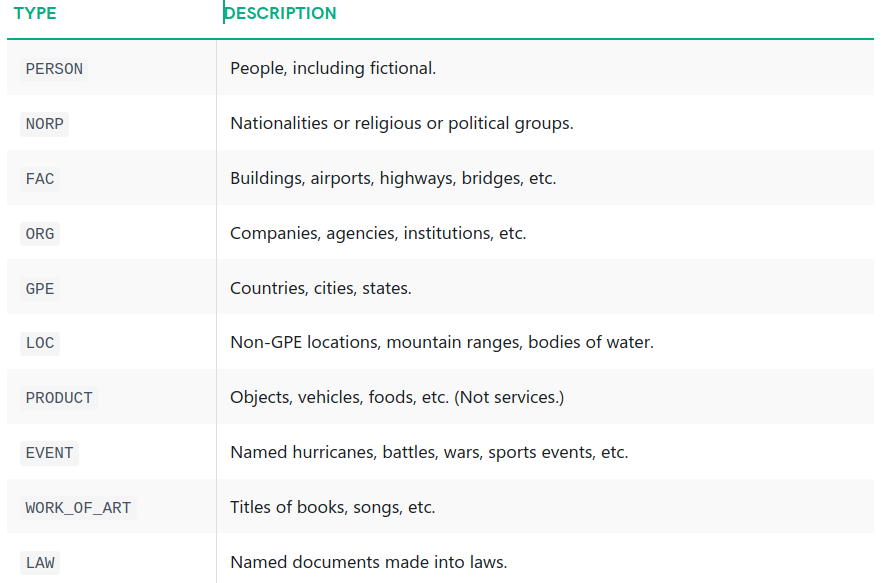 TYPE DESCRIPTION
PERSON People, including fictional.
NORP Nationalities or religious or political groups.
FAC Buildings, airports, highways, bridges, etc.
ORG Companies, agencies, institutions, etc.
GPE Countries, cities, states.
LOC Non-GPE locations, mountain ranges, bodies of water.
PRODUCT Objects, vehicles, foods, etc. (Not services.)
EVENT Named hurricanes, battles, wars, sports events, etc.
WORK_OF_ART Titles of books, songs, etc.
LAW Named documents made into laws.